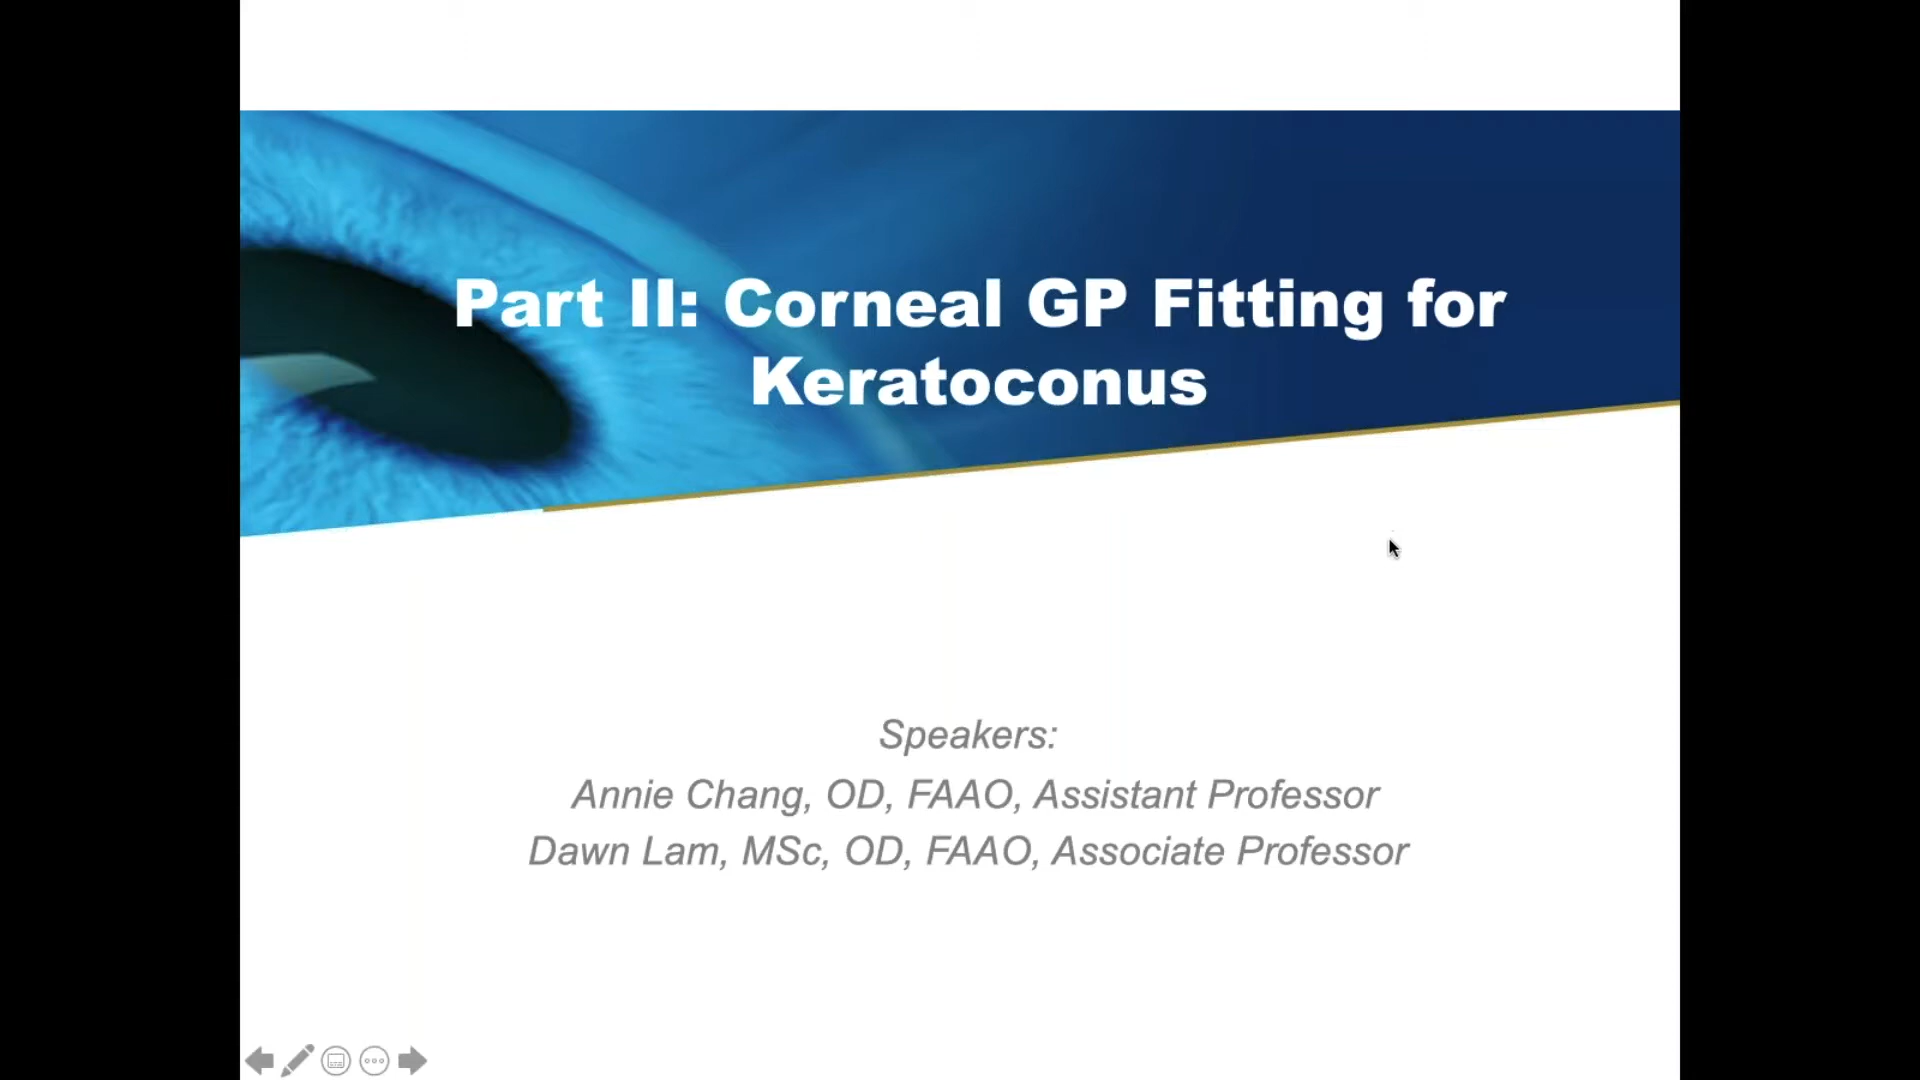 Part II: Corneal GP Fitting for
Keratoconus
Speakers:
Annie Chang, OD, FAAO, Assistant Professor
Dawn Lam, MSc, OD, FAAO, Associate Professor